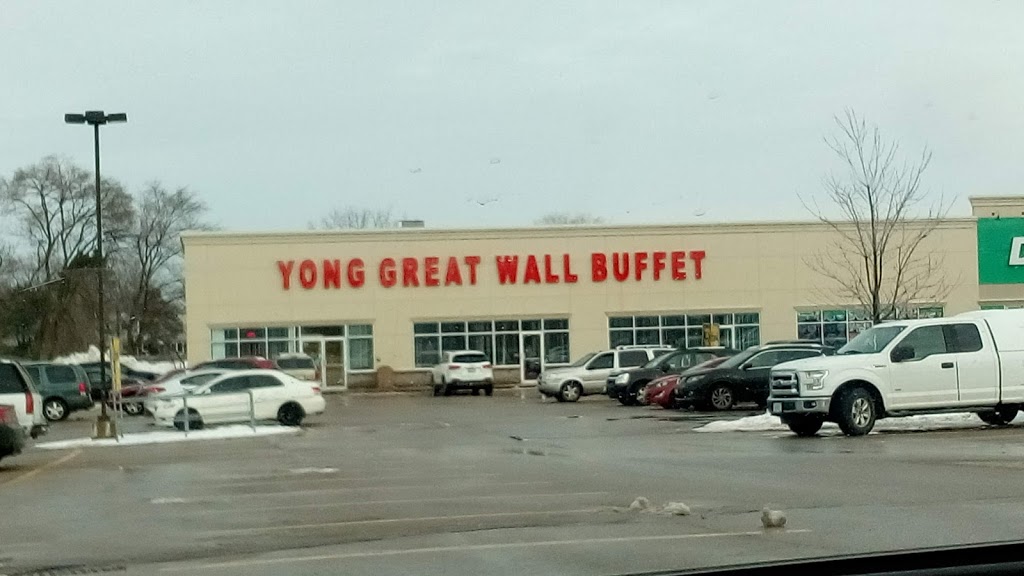 YONG GREAT WALL BUFFET